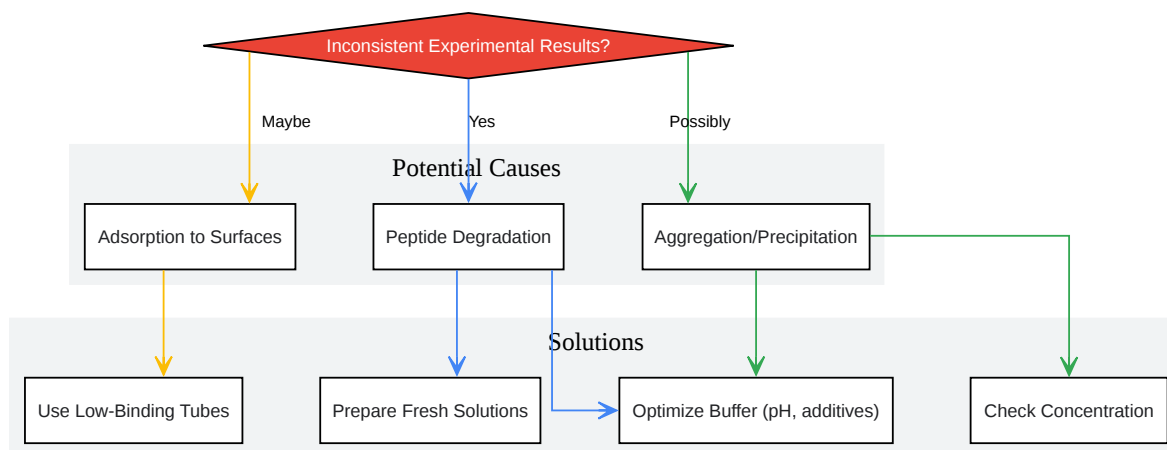 Inconsistent Experimental Results?
Maybe
Yes
Possibly
Potential Causes
Adsorption to Surfaces
Peptide Degradation
Aggregation/Precipitation
Solutions
Use Low-Binding Tubes
Prepare Fresh Solutions
Optimize Buffer (pH, additives)
Check Concentration